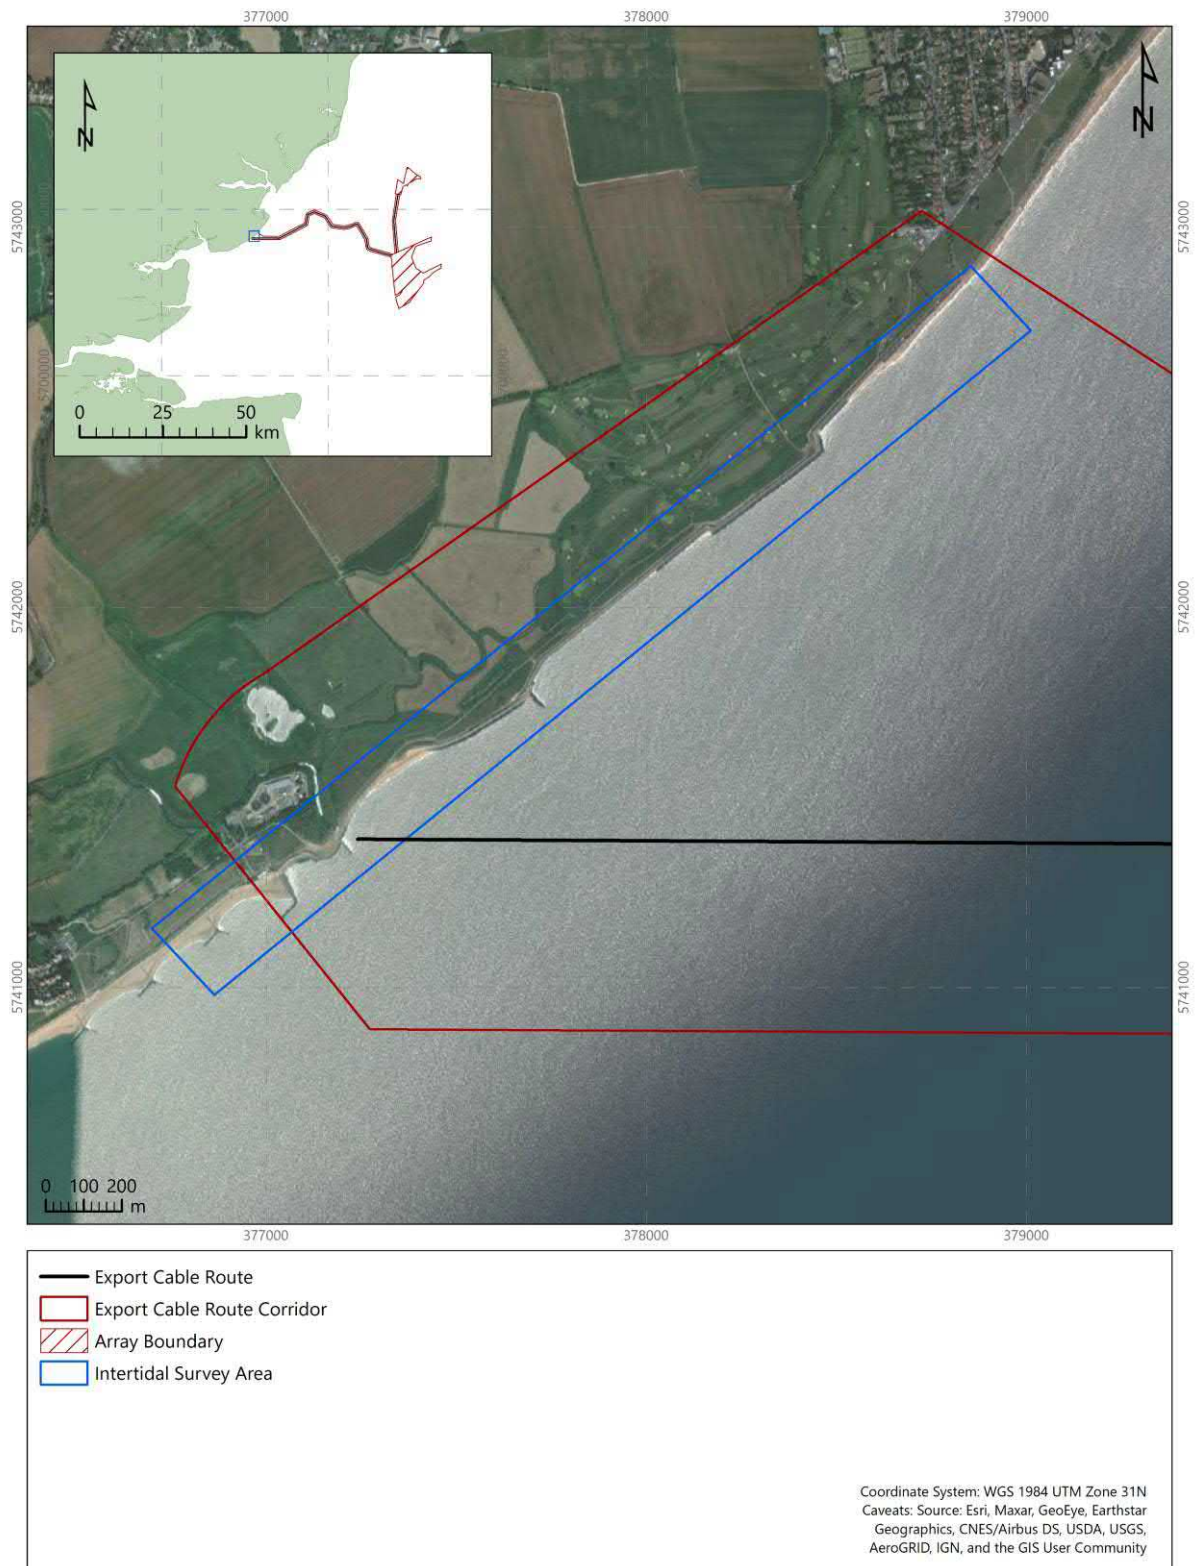 377000 378000 379000
N
N
5743000 5743000
0 25 50
km
5742000 5742000
5741000 5741000
0 100 200
m
377000 378000 379000
Export Cable Route
Export Cable Route Corridor
Array Boundary
Intertidal Survey Area
Coordinate System: WGS 1984 UTM Zone 31N
Caveats: Source: Esri, Maxar, GeoEye, Earthstar
Geographics, CNES/Airbus DS, USDA, USGS,
AeroGRID, IGN, and the GIS User Community